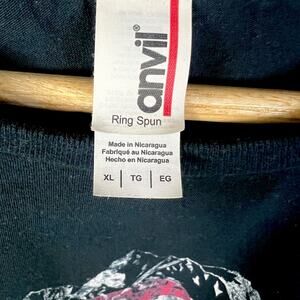 anvil®
Ring Spun
Made in Nicaragua
Fabriqué au Nicaragua
Hecho en Nicaragua
XL | TG | EG